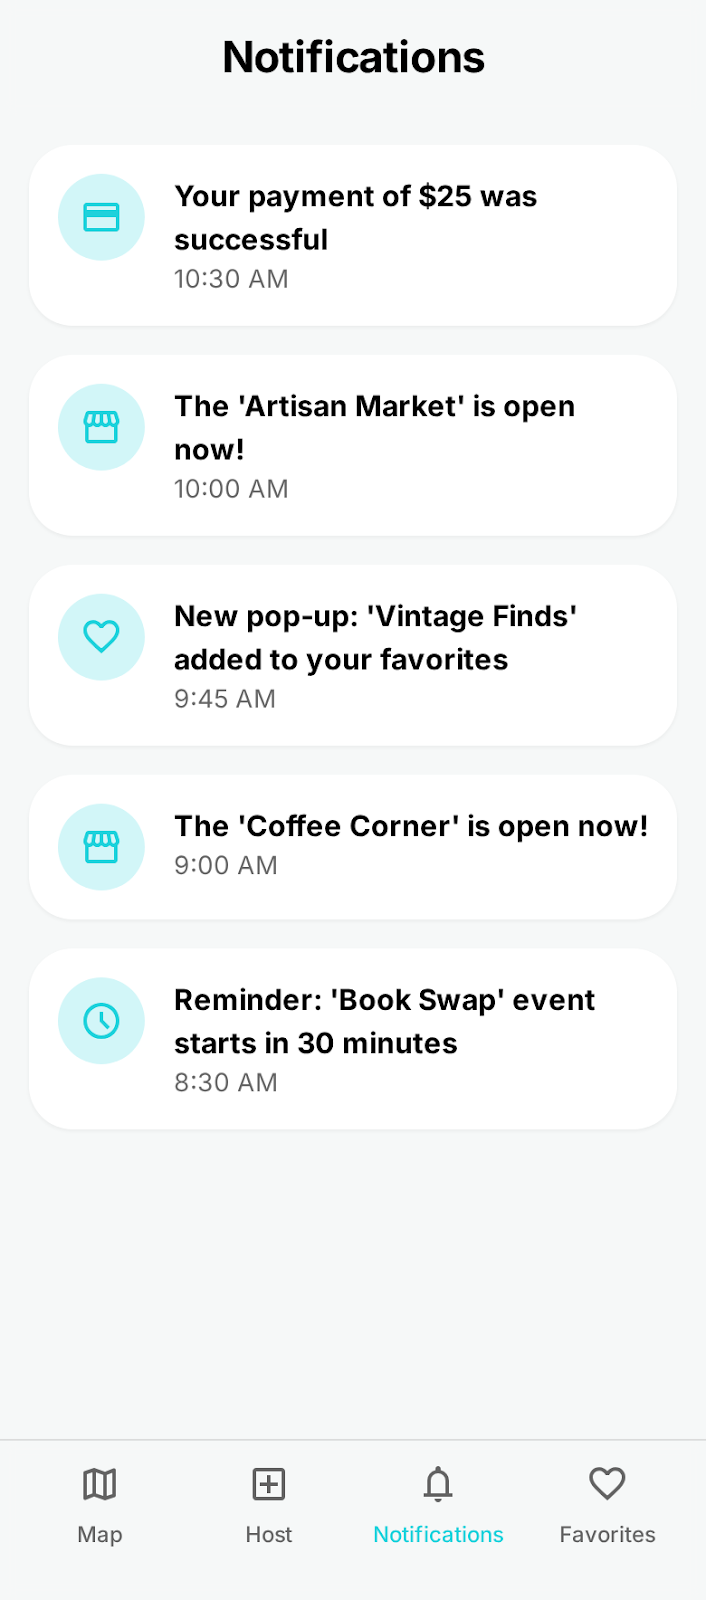 Notifications
Your payment of $25 was
successful
10:30 AM
The 'Artisan Market' is open
now!
10:00 AM
New pop-up: 'Vintage Finds'
added to your favorites
9:45 AM
The 'Coffee Corner' is open now!
9:00 AM
Reminder: 'Book Swap' event
starts in 30 minutes
8:30 AM
Map
Host
Notifications
Favorites